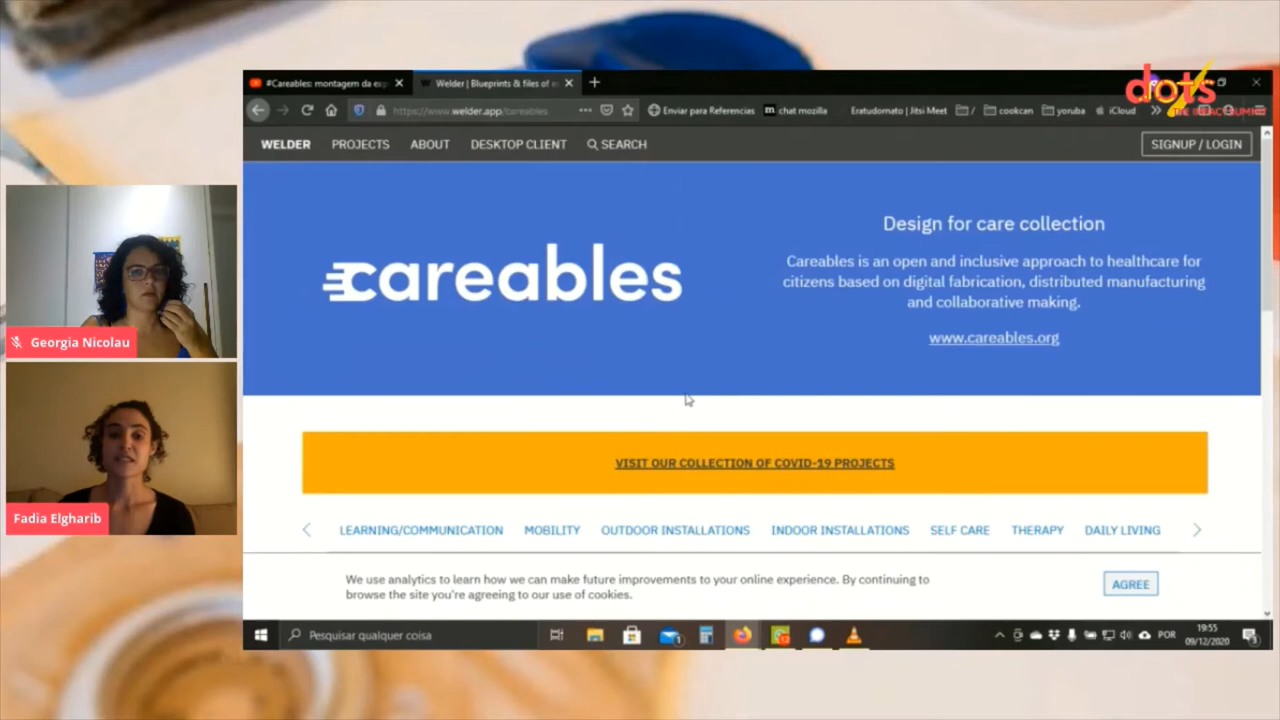 #Careables: montagem da exp
Welder | Blueprints & files of e
dots
THE IMPACT SUMMIT
https://www.welder.app/careables
Enviar para Referencias
m chat mozilla
Eratudomato | Jitsi Meet
/
cookcan
yoruba
iCloud
WELDER
PROJECTS
ABOUT
DESKTOP CLIENT
SEARCH
SIGNUP / LOGIN
careables
Design for care collection
Careables is an open and inclusive approach to healthcare for
citizens based on digital fabrication, distributed manufacturing
and collaborative making.
www.careables.org
Georgia Nicolau
Fadia Elgharib
VISIT OUR COLLECTION OF COVID-19 PROJECTS
LEARNING/COMMUNICATION
MOBILITY
OUTDOOR INSTALLATIONS
INDOOR INSTALLATIONS
SELF CARE
THERAPY
DAILY LIVING
We use analytics to learn how we can make future improvements to your online experience. By continuing to
browse the site you're agreeing to our use of cookies.
AGREE
Pesquisar qualquer coisa
POR
19:55
09/12/2020